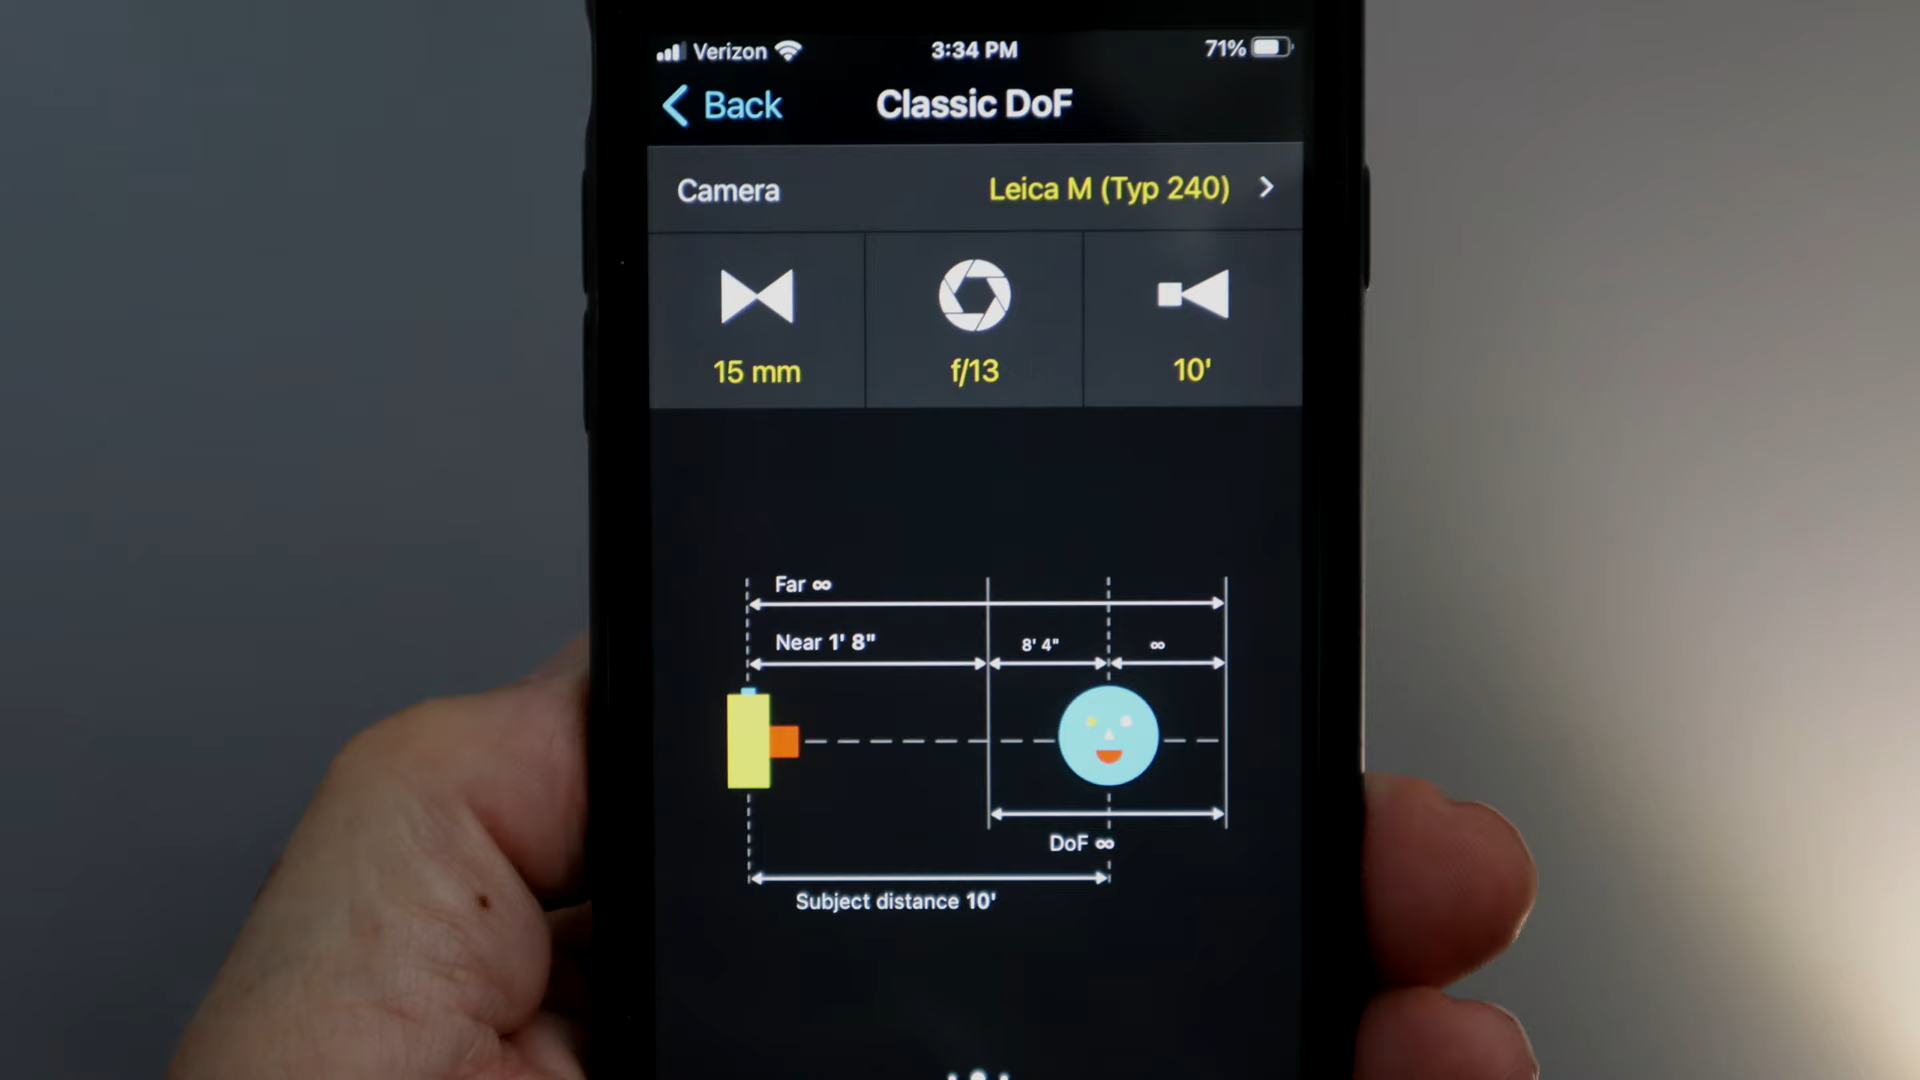 Verizon 3:34 PM 71%
Back Classic DoF
Camera Leica M (Typ 240)
15 mm f/13 10'
Far ∞
Near 1' 8" 8' 4" ∞
DoF ∞
Subject distance 10'